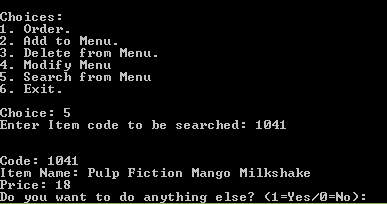 Choices:
1. Order.
2. Add to Menu.
3. Delete from Menu.
4. Modify Menu
5. Search from Menu
6. Exit.
Choice: 5
Enter Item code to be searched: 1041
Code: 1041
Item Name: Pulp Fiction Mango Milkshake
Price: 18
Do you want to do anything else? (1=Yes/0=No):